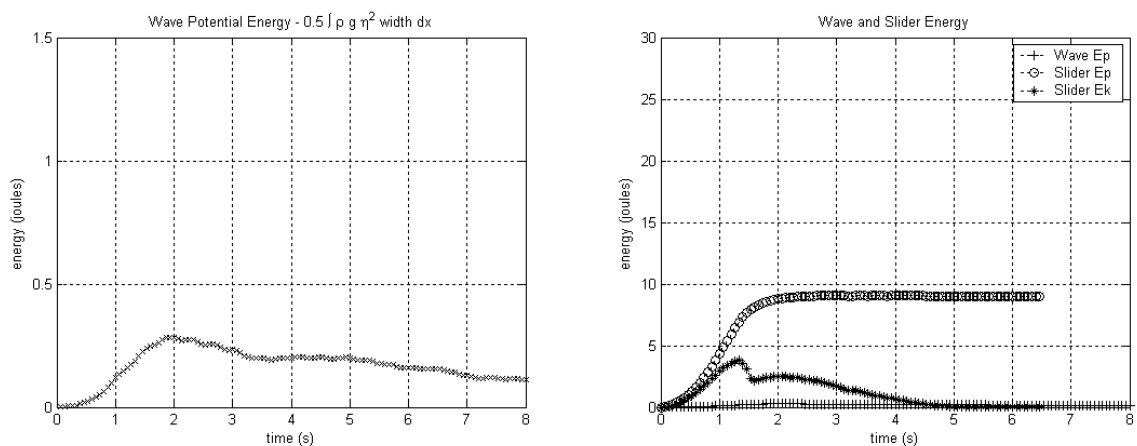 Wave Potential Energy - 0.5 ∫ ρ g η² width dx
1.5
1
0.5
0
energy (joules)
0 1 2 3 4 5 6 7 8
time (s)
Wave and Slider Energy
30
25
20
15
10
5
0
energy (joules)
Wave Ep
Slider Ep
Slider Ek
0 1 2 3 4 5 6 7 8
time (s)